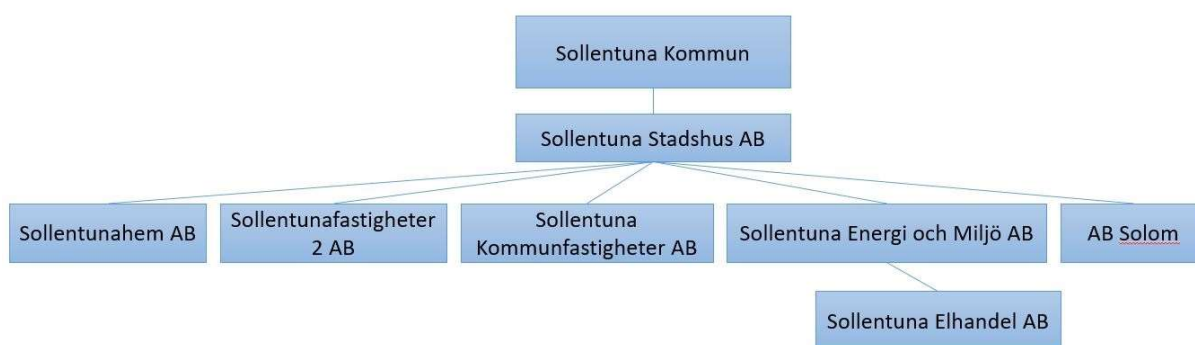 Sollentuna Kommun
Sollentuna Stadshus AB
Sollentunahem AB
Sollentunafastigheter
2 AB
Sollentuna
Kommunfastigheter AB
Sollentuna Energi och Miljö AB
AB Solom
Sollentuna Elhandel AB